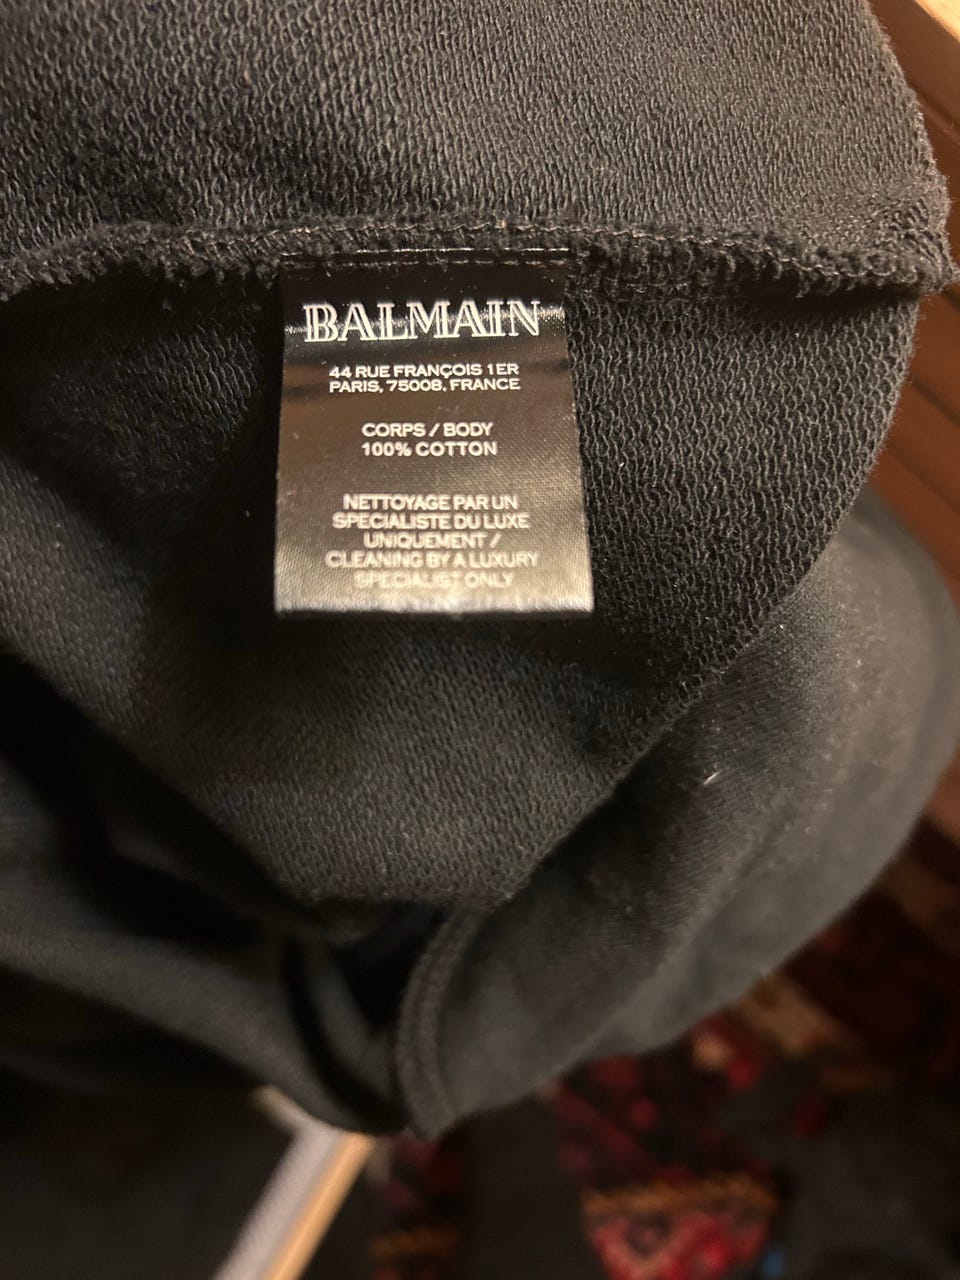 BALMAIN
44 RUE FRANÇOIS 1ER
PARIS, 75008, FRANCE
CORPS / BODY
100% COTTON
NETTOYAGE PAR UN
SPECIALISTE DU LUXE
UNIQUEMENT /
CLEANING BY A LUXURY
SPECIALIST ONLY